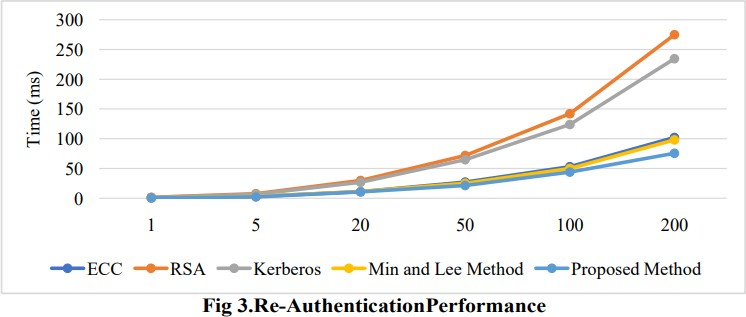 300
250
200
150
100
50
0
Time (ms)
1 5 20 50 100 200
ECC RSA Kerberos Min and Lee Method Proposed Method
Fig 3.Re-AuthenticationPerformance